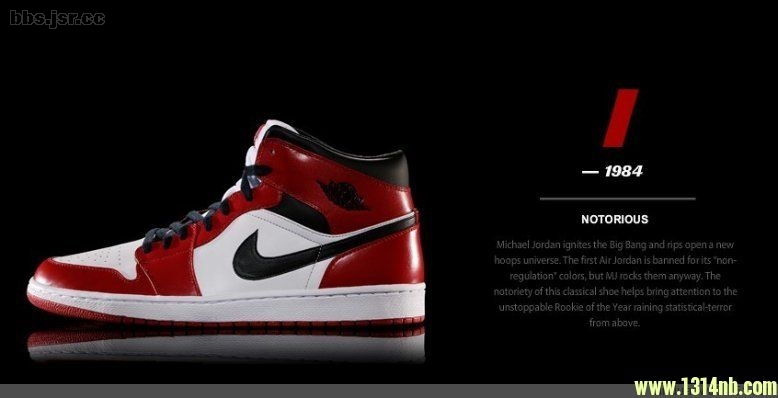 bbs.jsr.cc
I
— 1984
NOTORIOUS
Michael Jordan ignites the Big Bang and rips open a new
hoops universe. The first Air Jordan is banned for its "non-
regulation" colors, but MJ rocks them anyway. The
notoriety of this classical shoe helps bring attention to the
unstoppable Rookie of the Year raining statistical-terror
from above.
www.1314nb.com